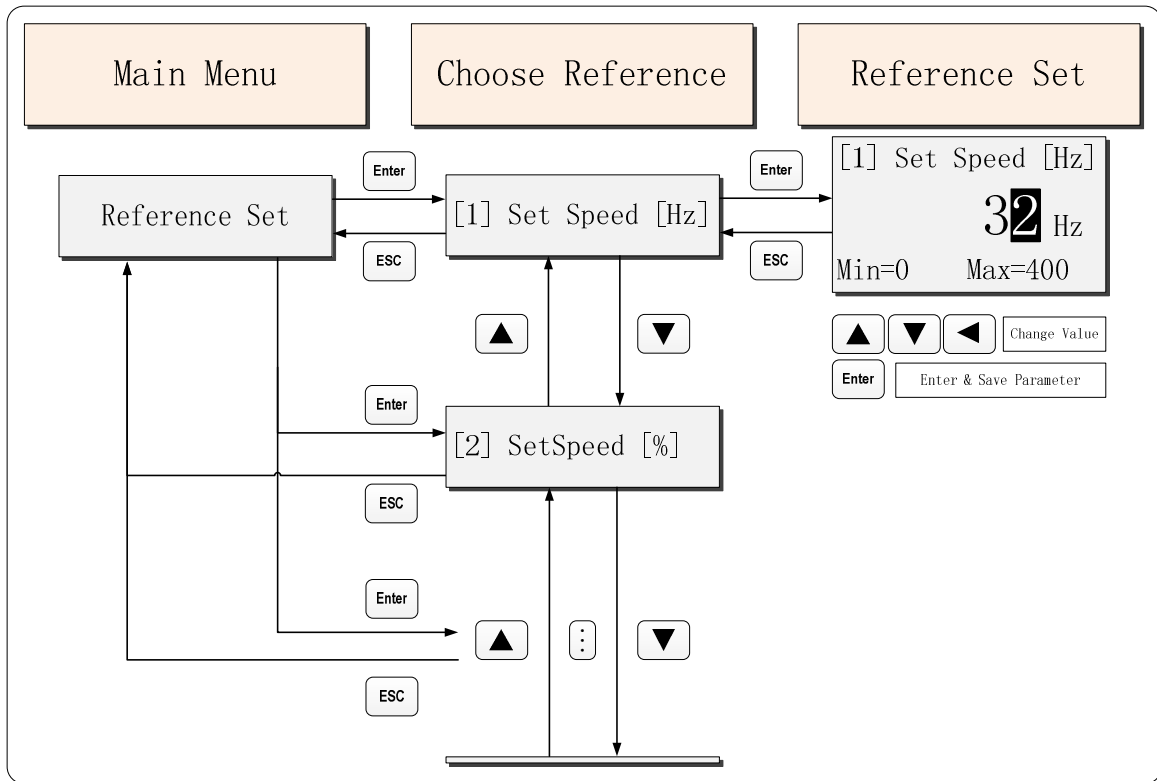 Main Menu
Choose Reference
Reference Set
Enter
Enter
[1] Set Speed [Hz]
Reference Set
[1] Set Speed [Hz]
32 Hz
ESC
ESC
Min=0 Max=400
▲ ▼
▲ ▼ ◀ Change Value
Enter Enter & Save Parameter
Enter
[2] SetSpeed [%]
ESC
Enter
▲ ⋮ ▼
ESC